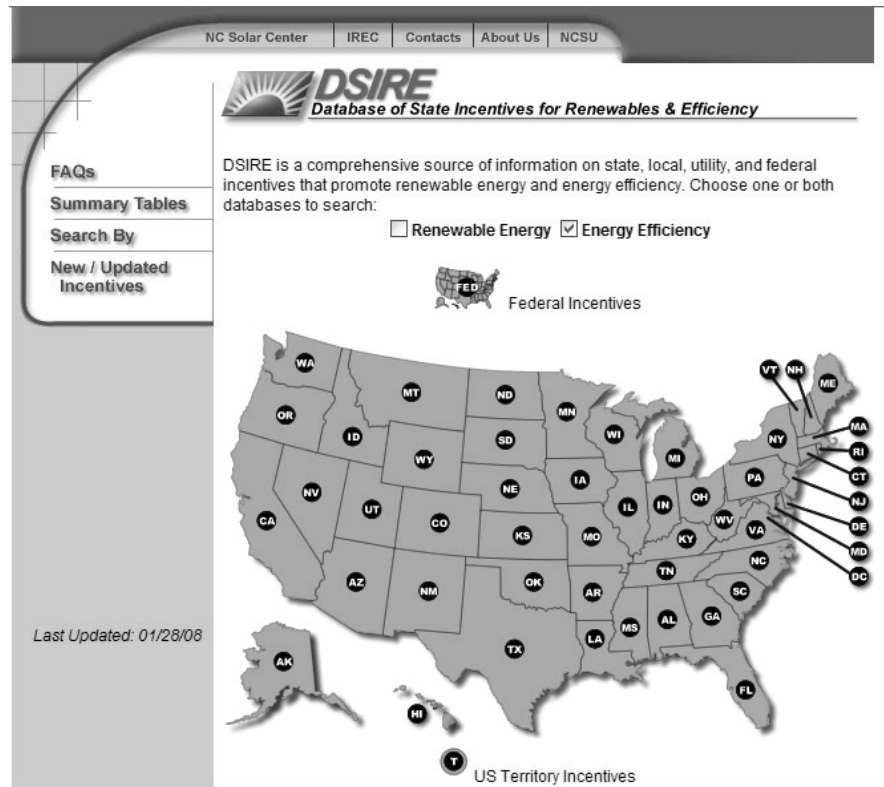 NC Solar Center IREC Contacts About Us NCSU
DSIRE
Database of State Incentives for Renewables & Efficiency
FAQs
Summary Tables
Search By
New / Updated
Incentives
DSIRE is a comprehensive source of information on state, local, utility, and federal
incentives that promote renewable energy and energy efficiency. Choose one or both
databases to search:
Renewable Energy Energy Efficiency
FED
Federal Incentives
WA
MT
ND
MN
VT
NH
ME
OR
ID
WY
SD
WI
MI
NY
MA
RI
CT
NJ
DE
MD
DC
NV
UT
CO
NE
IA
IL
IN
OH
PA
CA
KS
MO
KY
WV
VA
AZ
NM
OK
AR
TN
NC
SC
TX
LA
MS
AL
GA
FL
Last Updated: 01/28/08
AK
HI
T
US Territory Incentives